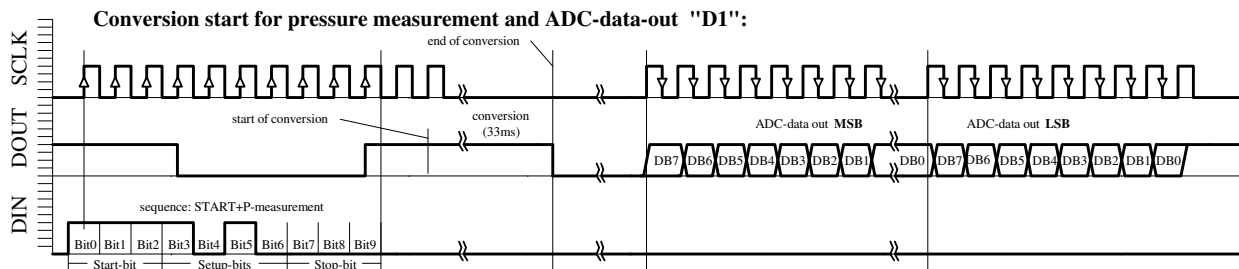 Conversion start for pressure measurement and ADC-data-out "D1":
end of conversion
SCLK
start of conversion
conversion
(33ms)
ADC-data out MSB
ADC-data out LSB
DOUT
DB7 DB6 DB5 DB4 DB3 DB2 DB1 DB0 DB7 DB6 DB5 DB4 DB3 DB2 DB1 DB0
sequence: START+P-measurement
DIN
Bit0 Bit1 Bit2 Bit3 Bit4 Bit5 Bit6 Bit7 Bit8 Bit9
Start-bit Setup-bits Stop-bit